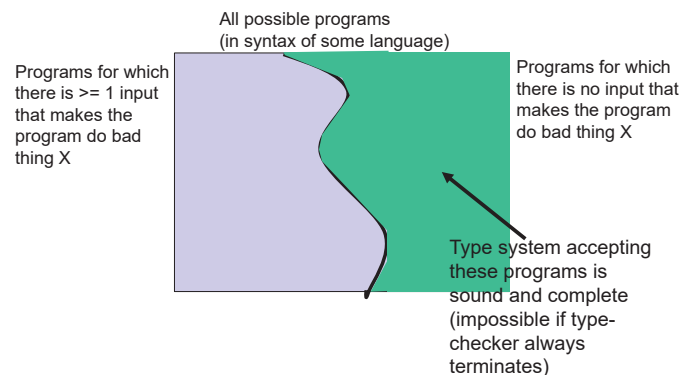 All possible programs
(in syntax of some language)
Programs for which
there is >= 1 input
that makes the
program do bad
thing X
Programs for which
there is no input that
makes the program
do bad thing X
Type system accepting
these programs is
sound and complete
(impossible if type-
checker always
terminates)